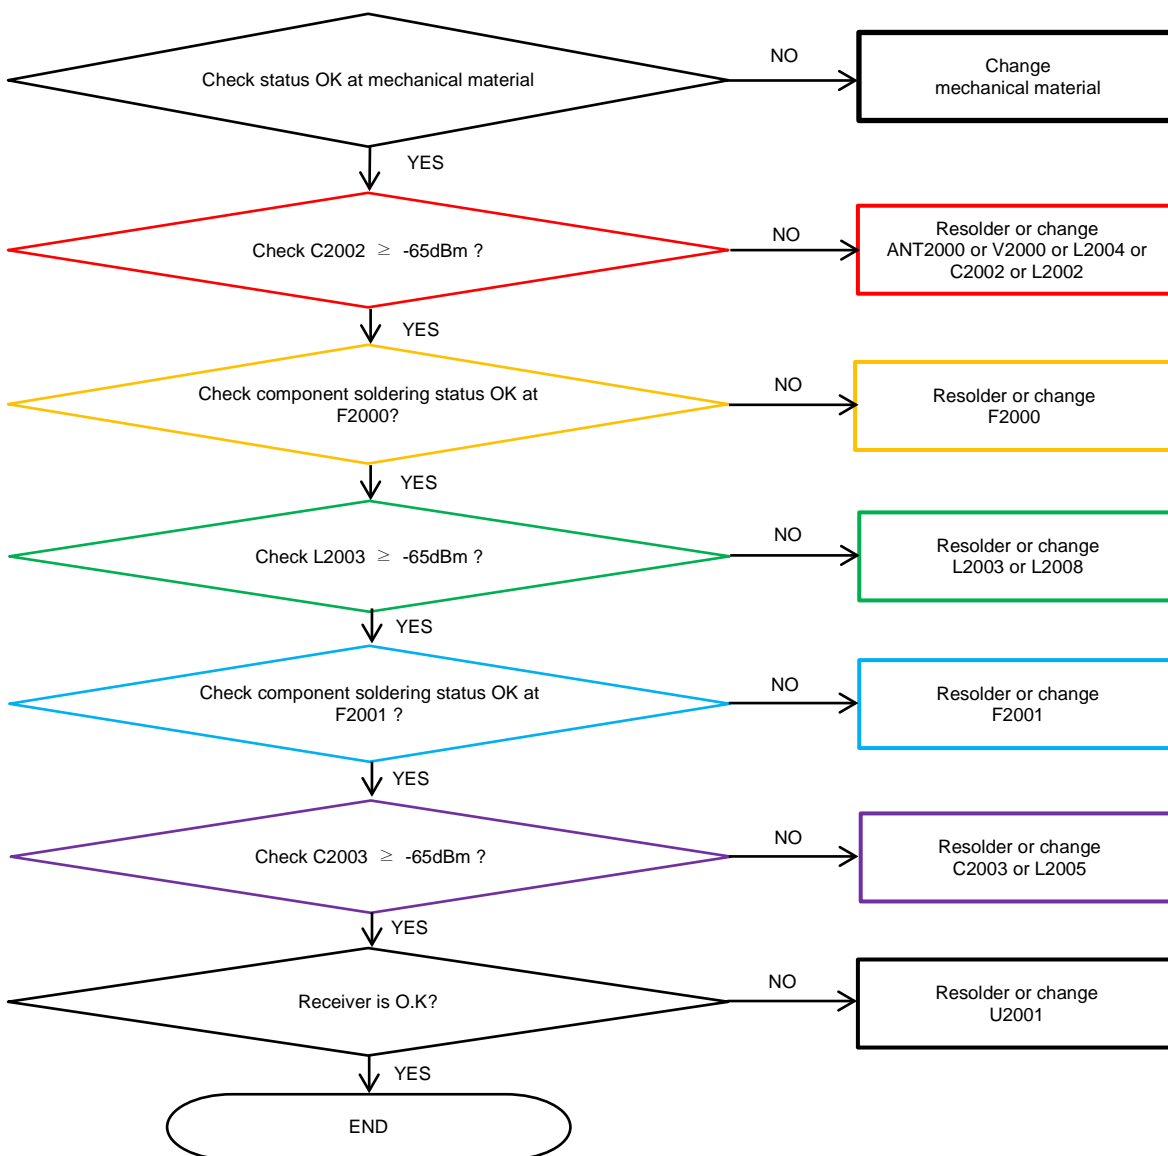 Check status OK at mechanical material
NO
Change
mechanical material
YES
Check C2002 ≥ -65dBm ?
NO
Resolder or change
ANT2000 or V2000 or L2004 or
C2002 or L2002
YES
Check component soldering status OK at
F2000?
NO
Resolder or change
F2000
YES
Check L2003 ≥ -65dBm ?
NO
Resolder or change
L2003 or L2008
YES
Check component soldering status OK at
F2001 ?
NO
Resolder or change
F2001
YES
Check C2003 ≥ -65dBm ?
NO
Resolder or change
C2003 or L2005
YES
Receiver is O.K?
NO
Resolder or change
U2001
YES
END